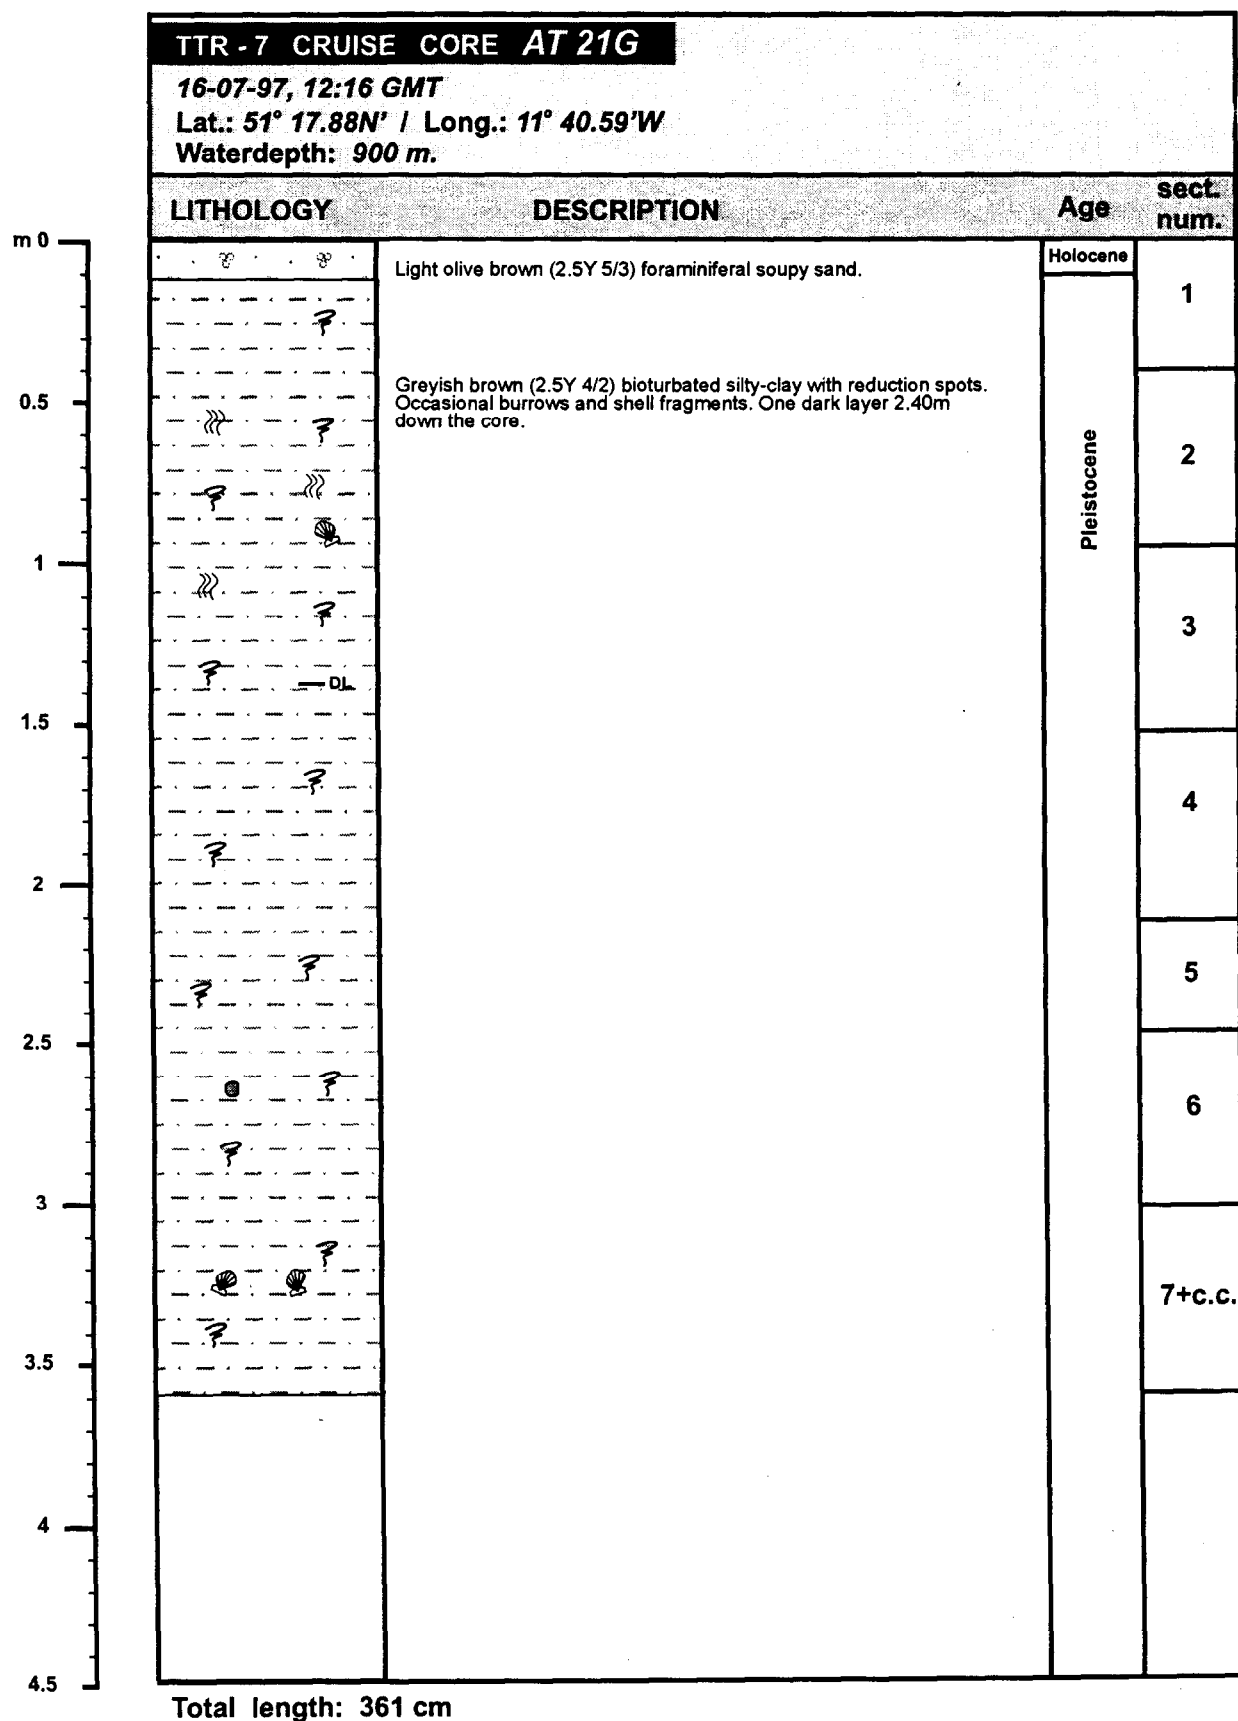 TTR - 7 CRUISE CORE AT 21G
16-07-97, 12:16 GMT
Lat.: 51° 17.88N' / Long.: 11° 40.59'W
Waterdepth: 900 m.
LITHOLOGY DESCRIPTION Age sect. num.
m 0
Light olive brown (2.5Y 5/3) foraminiferal soupy sand.
Holocene
1
Greyish brown (2.5Y 4/2) bioturbated silty-clay with reduction spots.
Occasional burrows and shell fragments. One dark layer 2.40m
down the core.
0.5
Pleistocene
2
1
3
DL
1.5
4
2
5
2.5
6
3
7+c.c.
3.5
4
4.5
Total length: 361 cm